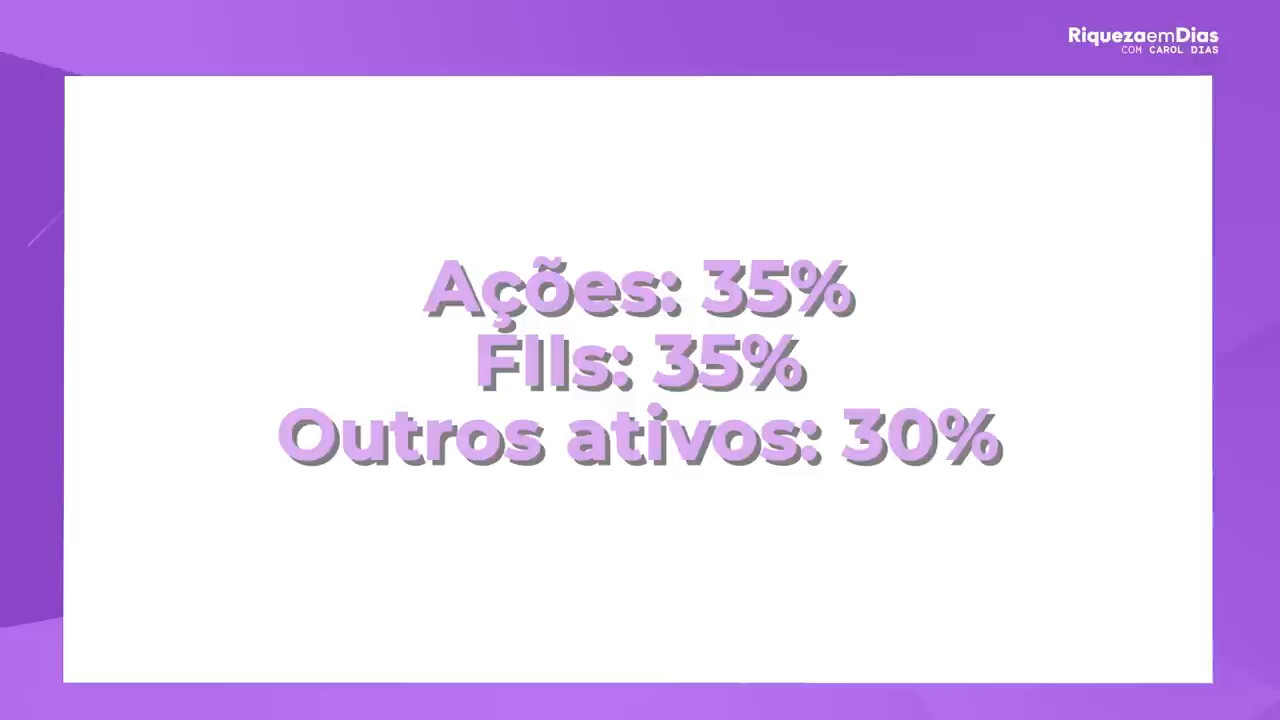 RiquezaemDias
COM CAROL DIAS
Ações: 35%
FIIs: 35%
Outros ativos: 30%